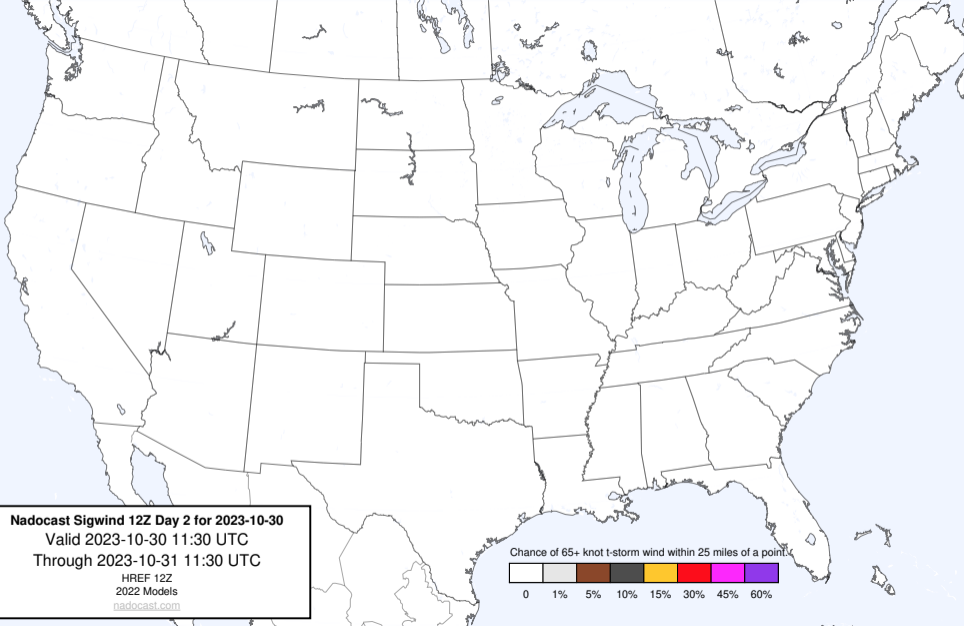 Nadocast Sigwind 12Z Day 2 for 2023-10-30
Valid 2023-10-30 11:30 UTC
Through 2023-10-31 11:30 UTC
HREF 12Z
2022 Models
nadocast.com
Chance of 65+ knot t-storm wind within 25 miles of a point.
0 1% 5% 10% 15% 30% 45% 60%